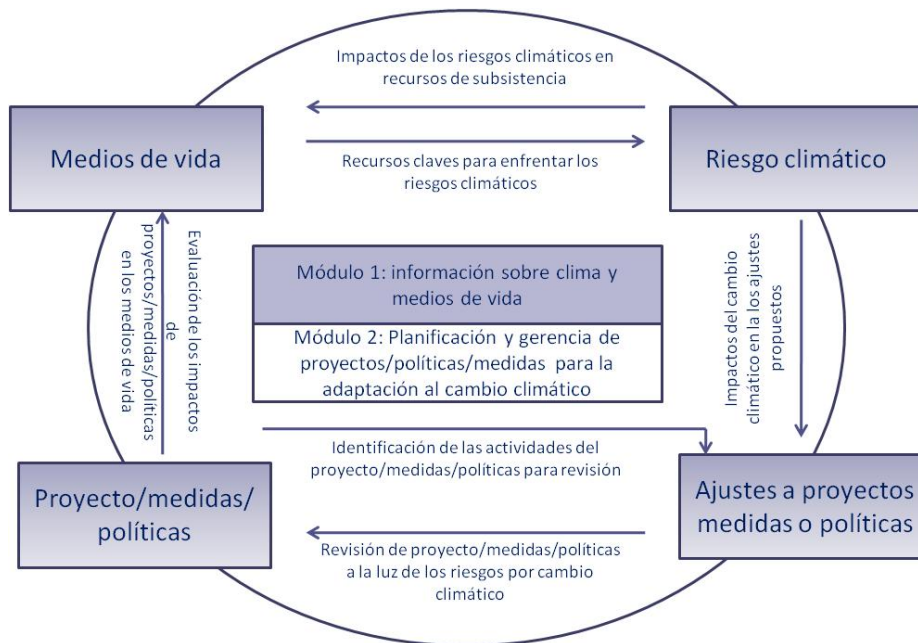 Impactos de los riesgos climáticos en
recursos de subsistencia
Medios de vida
Riesgo climático
Recursos claves para enfrentar los
riesgos climáticos
Evaluación de los impactos
de
proyectos/medidas/políticas
en los medios de vida
Módulo 1: información sobre clima y
medios de vida
Módulo 2: Planificación y gerencia de
proyectos/políticas/medidas para la
adaptación al cambio climático
Impactos del cambio
climático en la los ajustes
propuestos
Identificación de las actividades del
proyecto/medidas/políticas para revisión
Proyecto/medidas/
políticas
Ajustes a proyectos
medidas o políticas
Revisión de proyecto/medidas/políticas
a la luz de los riesgos por cambio
climático